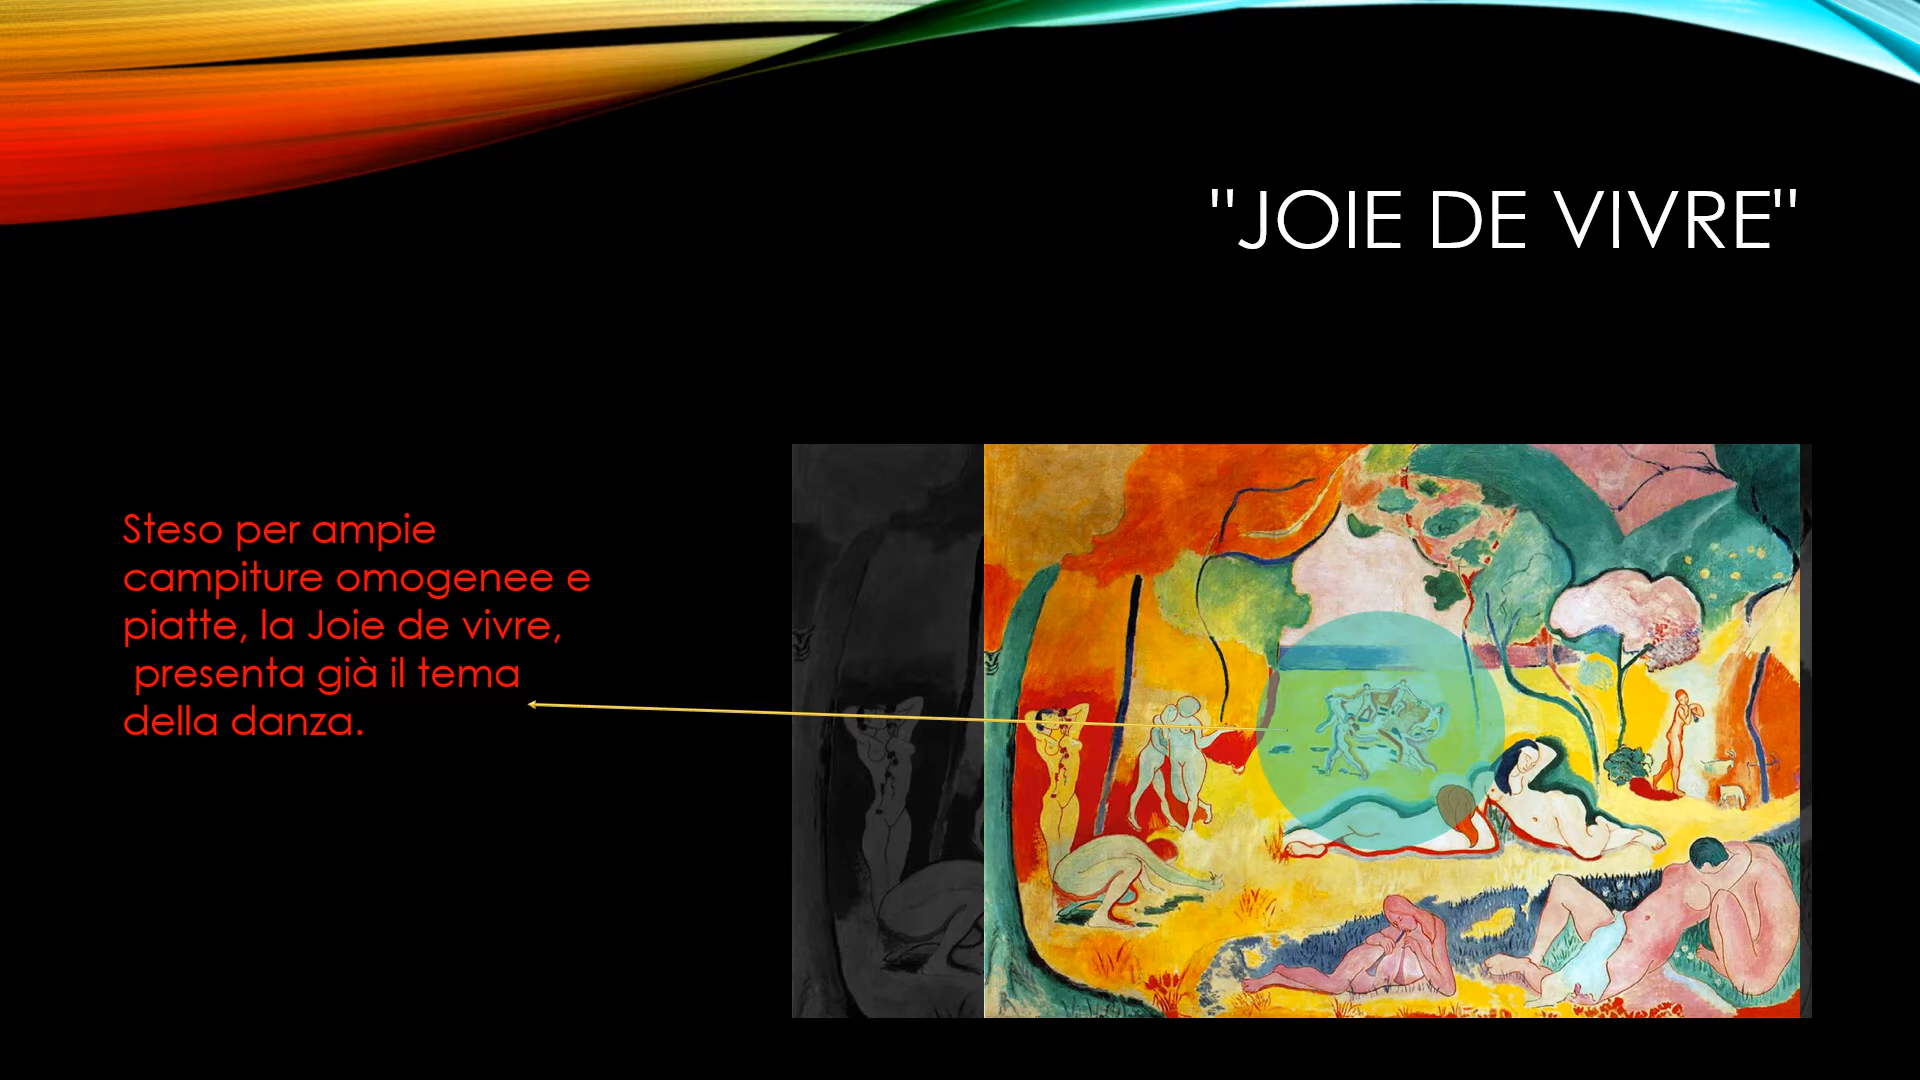 "JOIE DE VIVRE"
Steso per ampie
campiture omogenee e
piatte, la Joie de vivre,
presenta già il tema
della danza.